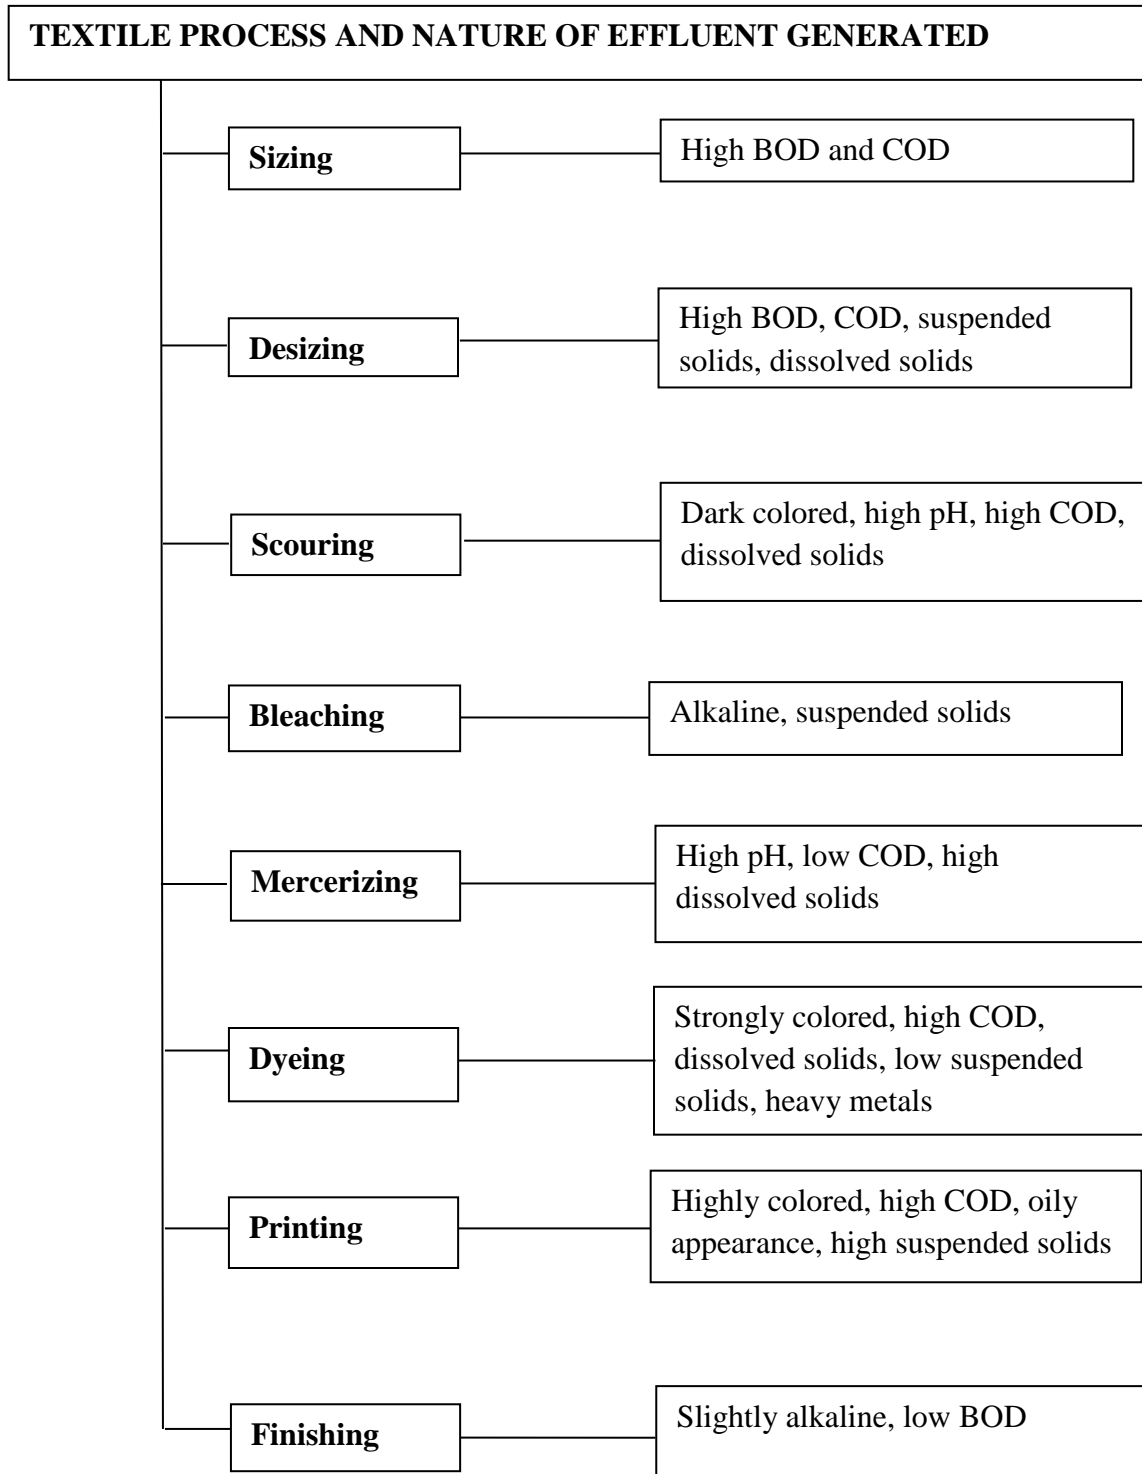 TEXTILE PROCESS AND NATURE OF EFFLUENT GENERATED
Sizing
High BOD and COD
Desizing
High BOD, COD, suspended
solids, dissolved solids
Scouring
Dark colored, high pH, high COD,
dissolved solids
Bleaching
Alkaline, suspended solids
Mercerizing
High pH, low COD, high
dissolved solids
Dyeing
Strongly colored, high COD,
dissolved solids, low suspended
solids, heavy metals
Printing
Highly colored, high COD, oily
appearance, high suspended solids
Finishing
Slightly alkaline, low BOD